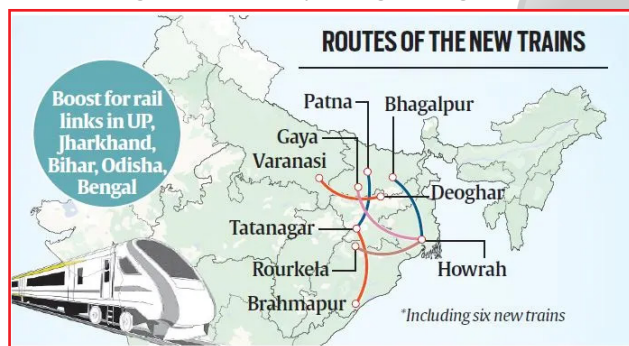 ROUTES OF THE NEW TRAINS
Boost for rail
links in UP,
Jharkhand,
Bihar, Odisha,
Bengal
Patna
Bhagalpur
Gaya
Varanasi
Deoghar
Tatanagar
Rourkela
Howrah
Brahmapur
*Including six new trains